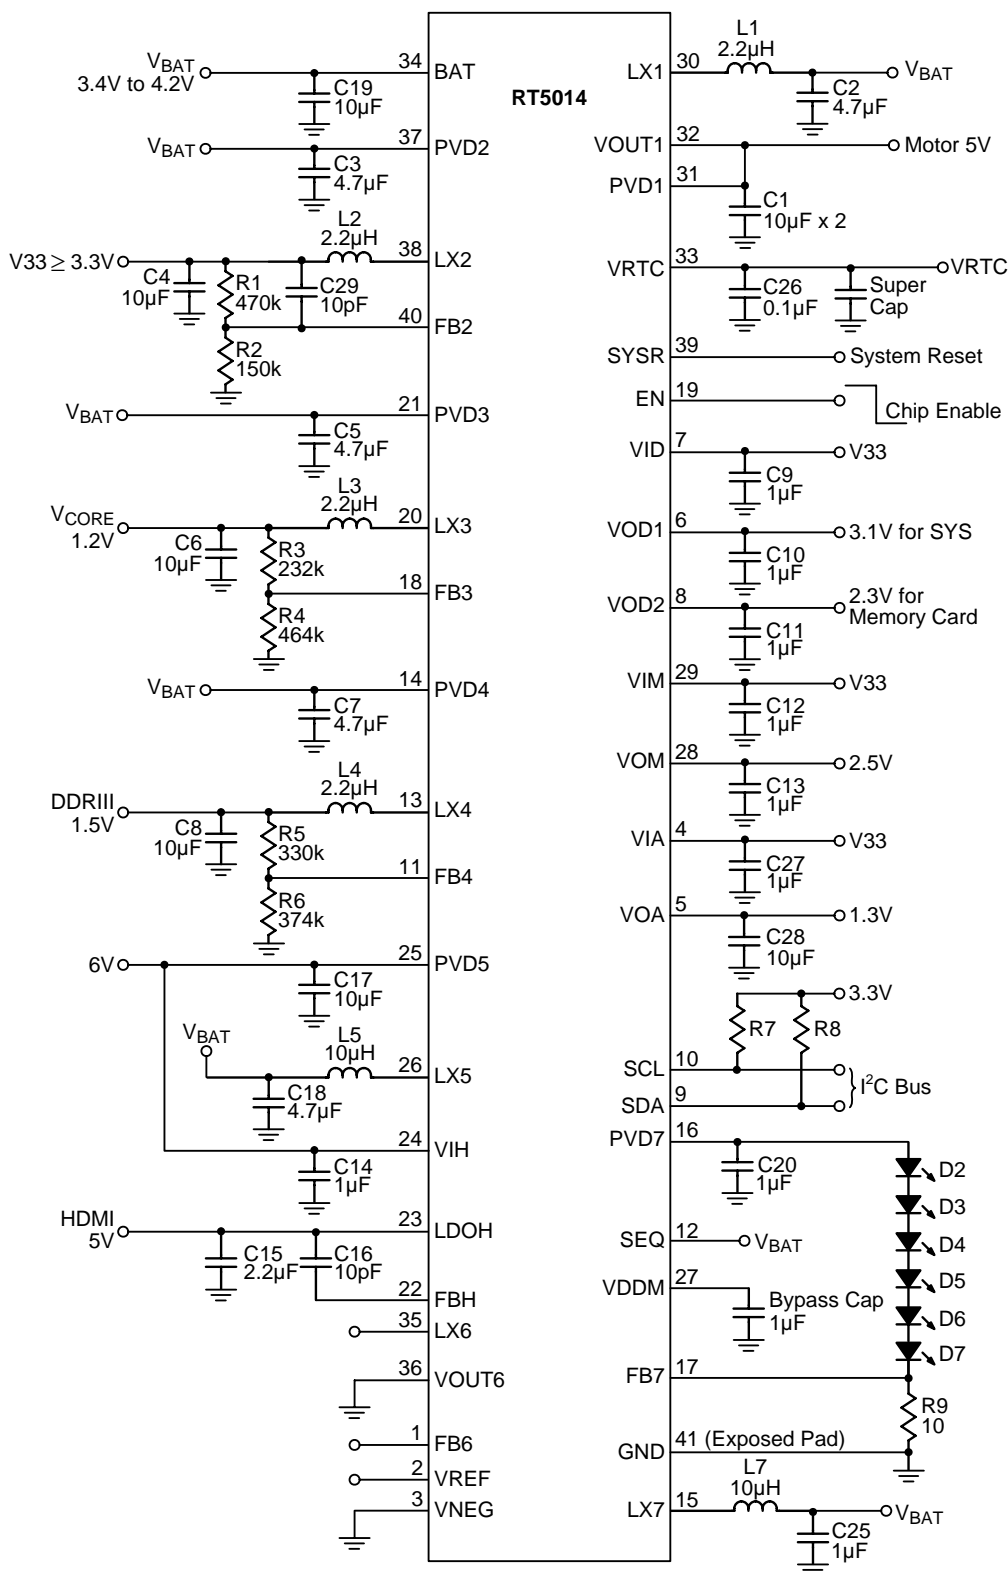 RT5014
V_BAT
3.4V to 4.2V
34
BAT
C19
10µF
V_BAT
37
PVD2
C3
4.7µF
L2
2.2µH
V33 ≥ 3.3V
38
LX2
C4
10µF
R1
470k
C29
10pF
40
FB2
R2
150k
V_BAT
21
PVD3
C5
4.7µF
L3
2.2µH
V_CORE
1.2V
20
LX3
C6
10µF
R3
232k
18
FB3
R4
464k
V_BAT
14
PVD4
C7
4.7µF
L4
2.2µH
DDRIII
1.5V
13
LX4
C8
10µF
R5
330k
11
FB4
R6
374k
6V
25
PVD5
C17
10µF
V_BAT
L5
10µH
26
LX5
C18
4.7µF
24
VIH
C14
1µF
HDMI
5V
23
LDOH
C15
2.2µF
C16
10pF
22
FBH
35
LX6
36
VOUT6
1
FB6
2
VREF
3
VNEG
L1
2.2µH
LX1
30
V_BAT
C2
4.7µF
VOUT1
32
Motor 5V
PVD1
31
C1
10µF x 2
VRTC
33
VRTC
C26
0.1µF
Super
Cap
SYSR
39
System Reset
EN
19
Chip Enable
VID
7
V33
C9
1µF
VOD1
6
3.1V for SYS
C10
1µF
VOD2
8
2.3V for
Memory Card
C11
1µF
VIM
29
V33
C12
1µF
VOM
28
2.5V
C13
1µF
VIA
4
V33
C27
1µF
VOA
5
1.3V
C28
10µF
3.3V
R7
R8
SCL
10
I²C Bus
SDA
9
PVD7
16
C20
1µF
D2
D3
D4
D5
D6
D7
SEQ
12
V_BAT
VDDM
27
Bypass Cap
1µF
FB7
17
R9
10
GND
41 (Exposed Pad)
L7
10µH
LX7
15
V_BAT
C25
1µF